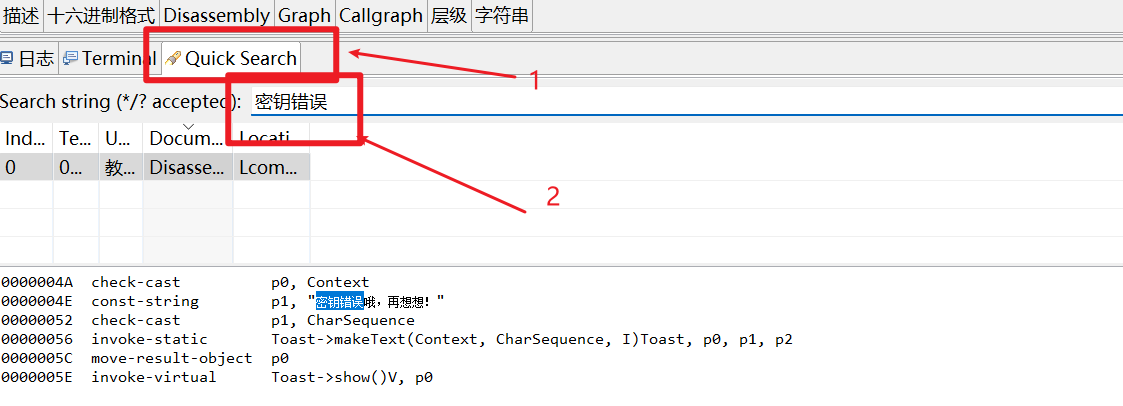 描述 十六进制格式 Disassembly Graph Callgraph 层级 字符串
日志 Terminal Quick Search
1
Search string (*/? accepted): 密钥错误
Ind... Te... U... Docum... Locati
2
0 0... 教... Disasse... Lcom...
0000004A check-cast p0, Context
0000004E const-string p1, "密钥错误哦，再想想！"
00000052 check-cast p1, CharSequence
00000056 invoke-static Toast->makeText(Context, CharSequence, I)Toast, p0, p1, p2
0000005C move-result-object p0
0000005E invoke-virtual Toast->show()V, p0